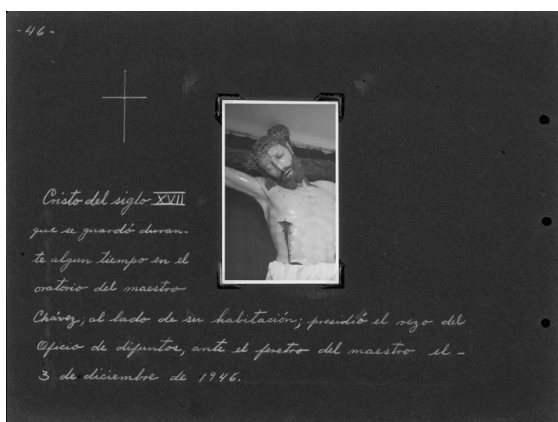 -46-
Cristo del siglo XVII
que se guardó duran-
te algun tiempo en el
oratorio del maestro
Chávez, al lado de su habitación; presidió el rezo del
Oficio de difuntos, ante el feretro del maestro el -
3 de diciembre de 1946.